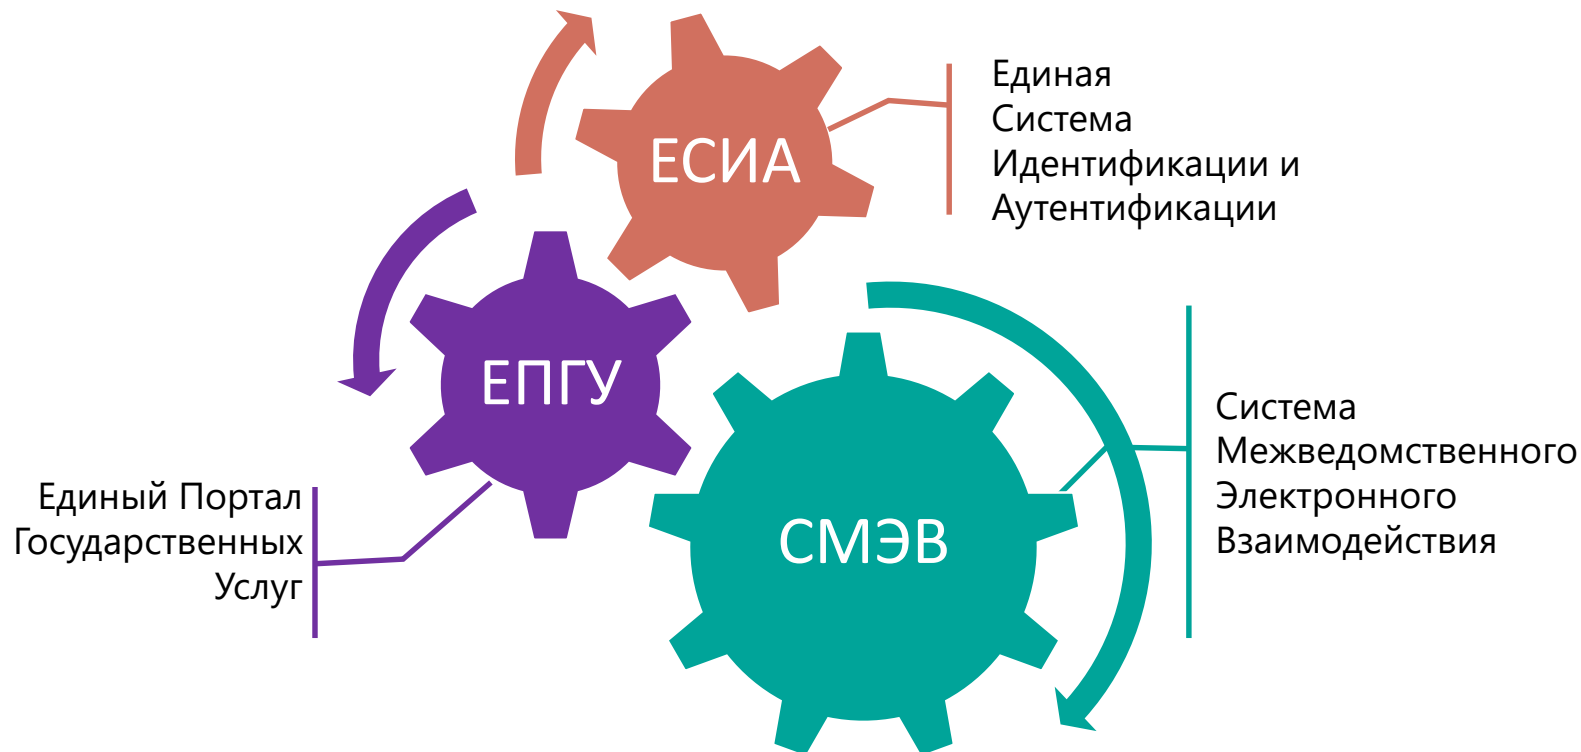 ЕСИА
Единая
Система
Идентификации и
Аутентификации
ЕПГУ
Единый Портал
Государственных
Услуг
СМЭВ
Система
Межведомственного
Электронного
Взаимодействия